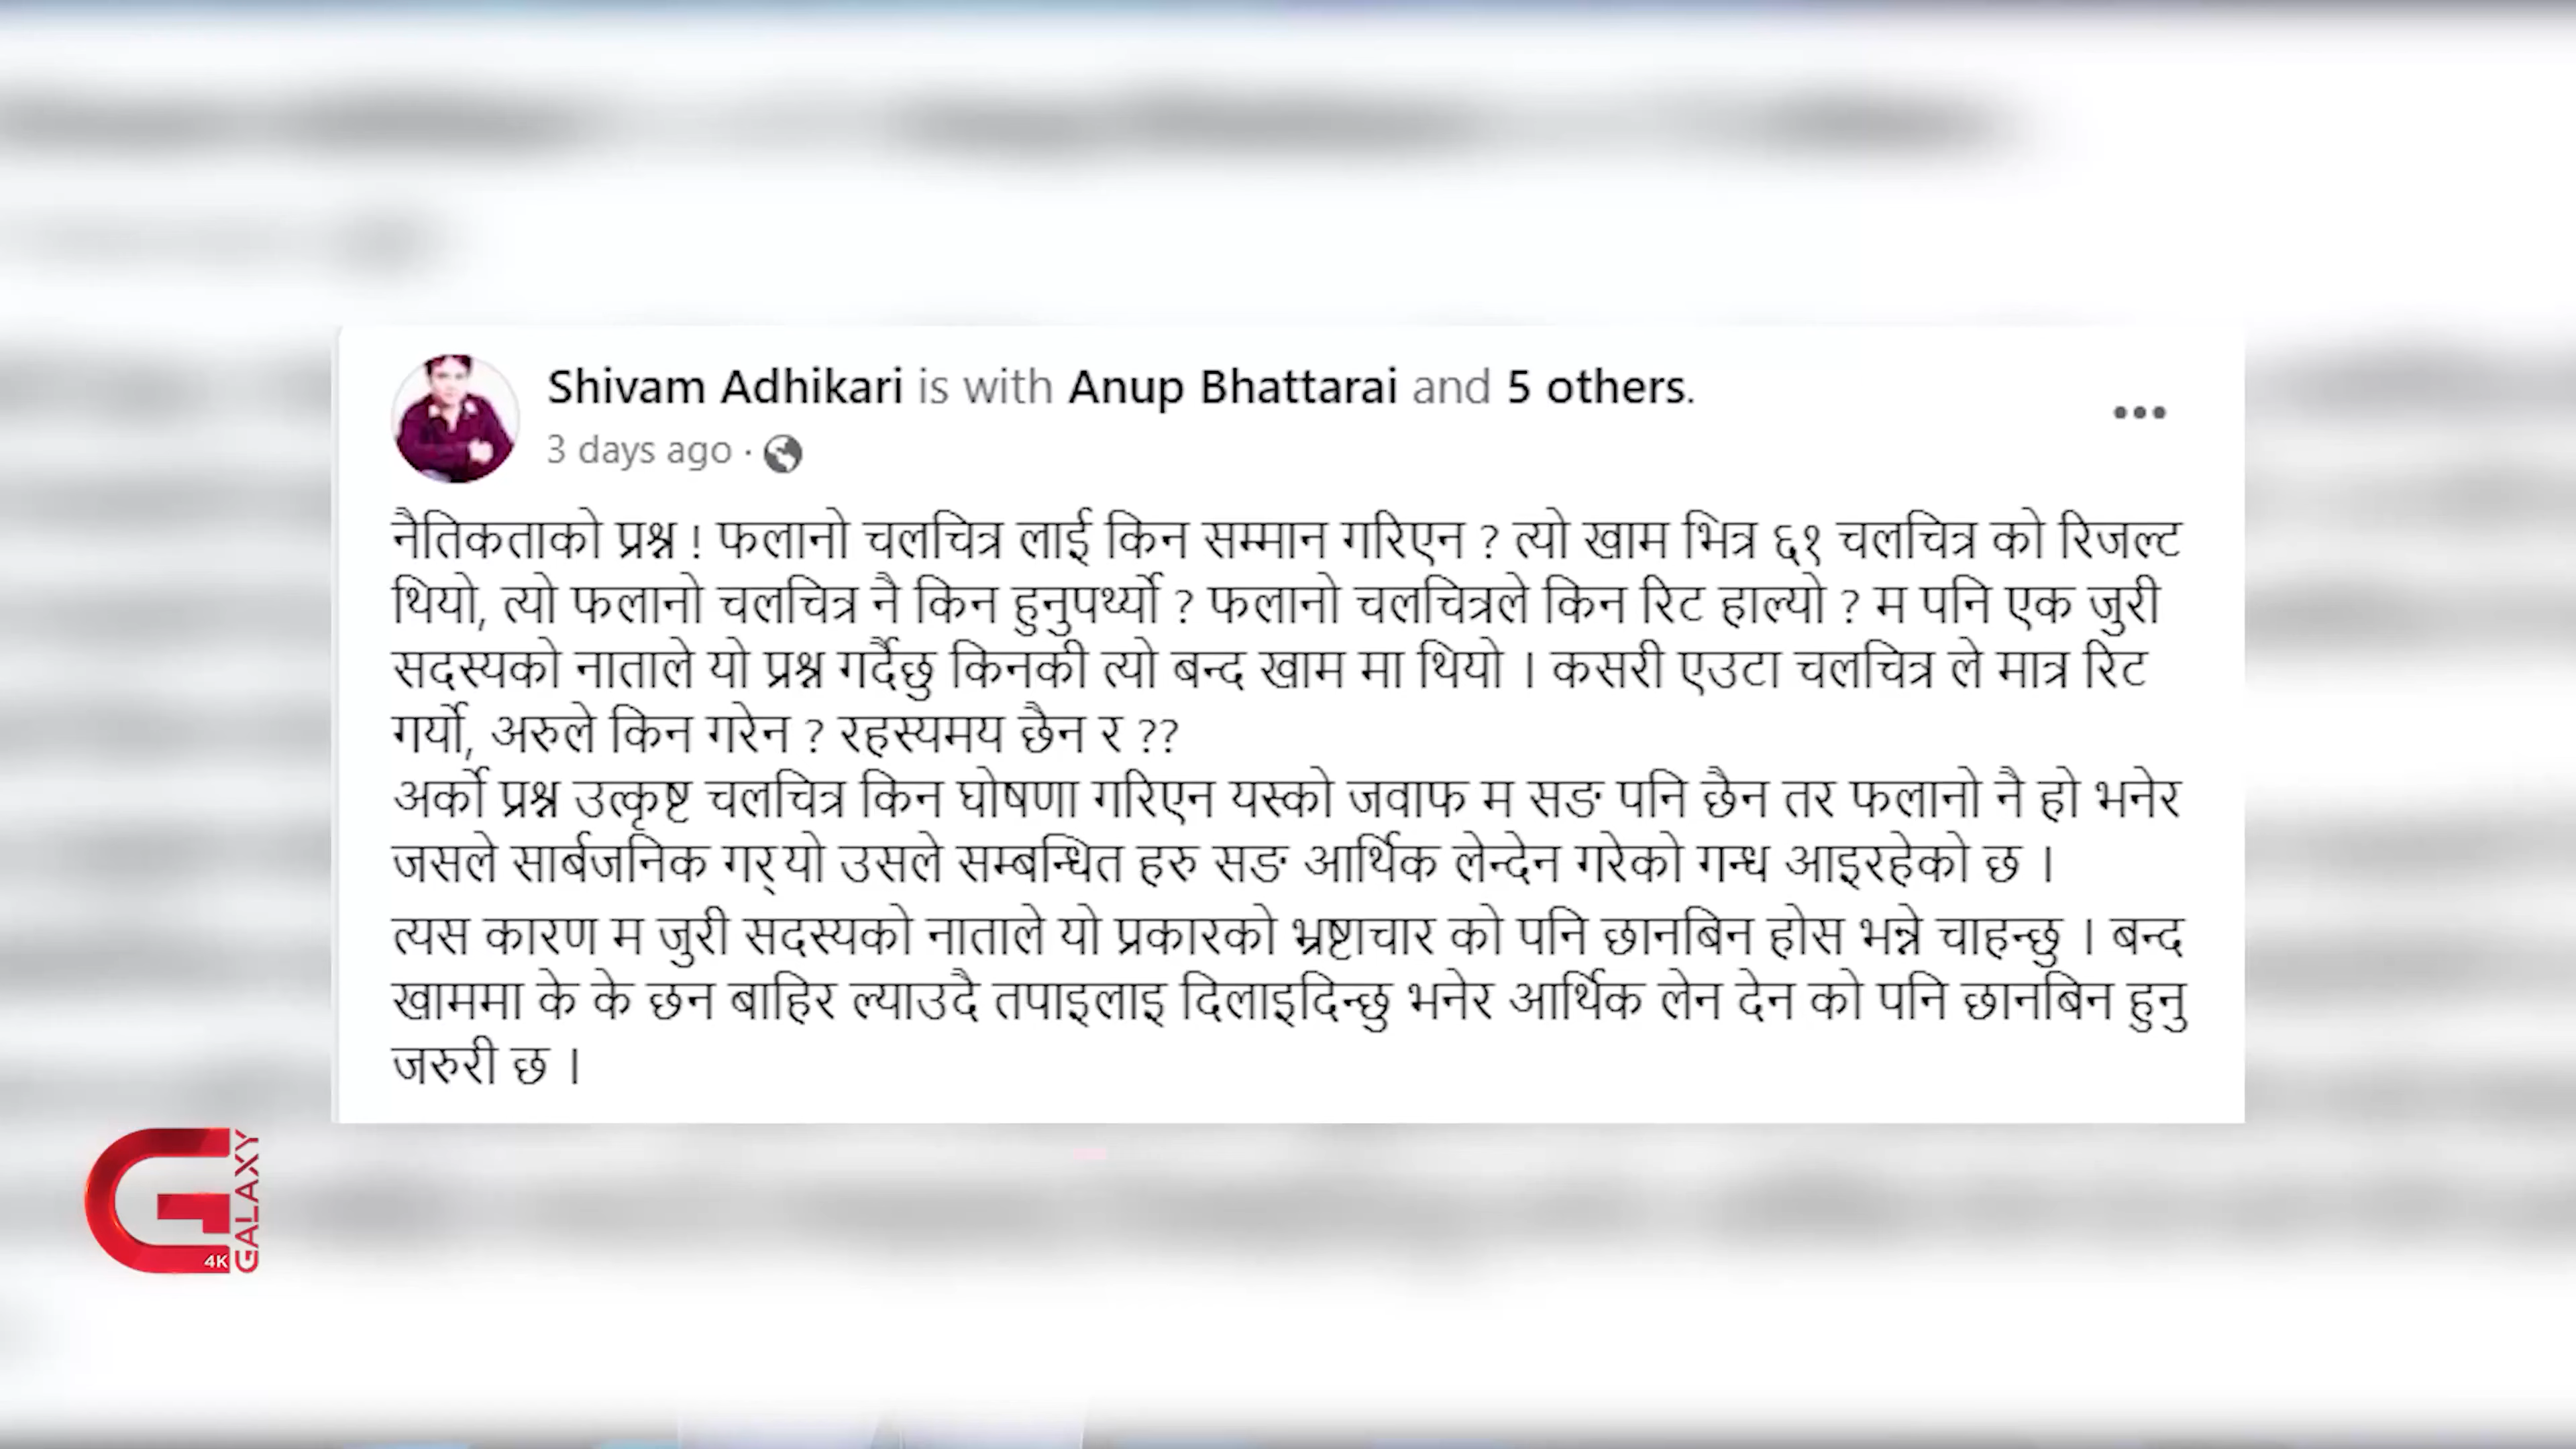 Shivam Adhikari is with Anup Bhattarai and 5 others.
3 days ago ·
नैतिकताको प्रश्न ! फलानो चलचित्र लाई किन सम्मान गरिएन ? त्यो खाम भित्र ६१ चलचित्र को रिजल्ट
थियो, त्यो फलानो चलचित्र नै किन हुनुपर्थ्यो ? फलानो चलचित्रले किन रिट हाल्यो ? म पनि एक जुरी
सदस्यको नाताले यो प्रश्न गर्दैछु किनकी त्यो बन्द खाम मा थियो । कसरी एउटा चलचित्र ले मात्र रिट
गर्यो, अरुले किन गरेन ? रहस्यमय छैन र ??
अर्को प्रश्न उत्कृष्ट चलचित्र किन घोषणा गरिएन यस्को जवाफ म सङ पनि छैन तर फलानो नै हो भनेर
जसले सार्बजनिक गर्‍यो उसले सम्बन्धित हरु सङ आर्थिक लेन्देन गरेको गन्ध आइरहेको छ ।
त्यस कारण म जुरी सदस्यको नाताले यो प्रकारको भ्रष्टाचार को पनि छानबिन होस भन्ने चाहन्छु । बन्द
खाममा के के छन बाहिर ल्याउदै तपाइलाइ दिलाइदिन्छु भनेर आर्थिक लेन देन को पनि छानबिन हुनु
जरुरी छ ।
GALAXY
4K